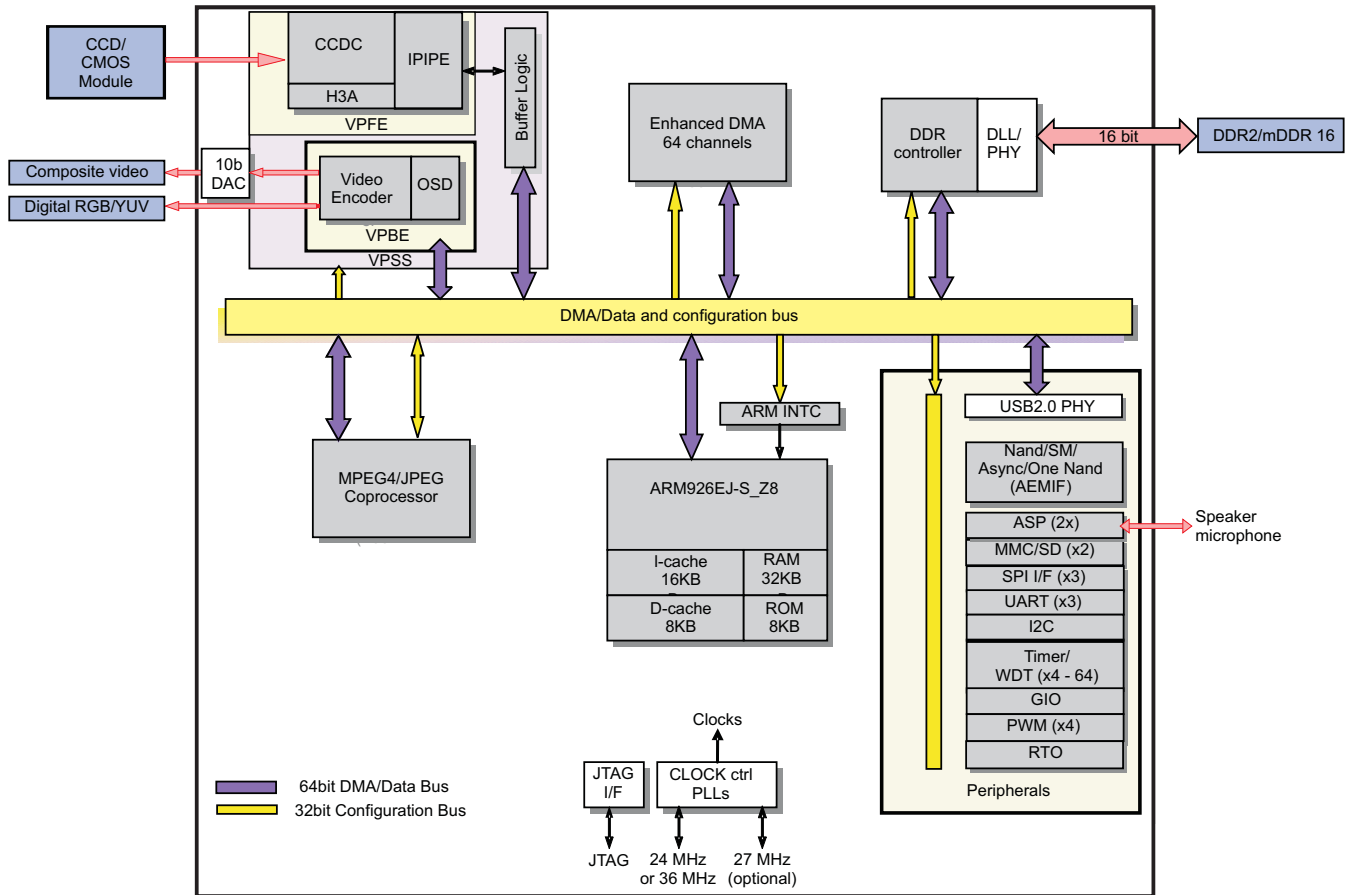 CCD/
CMOS
Module
CCDC
IPIPE
H3A
VPFE
Buffer Logic
Enhanced DMA
64 channels
DDR
controller
DLL/
PHY
16 bit
DDR2/mDDR 16
Composite video
10b
DAC
Digital RGB/YUV
Video
Encoder
OSD
VPBE
VPSS
DMA/Data and configuration bus
MPEG4/JPEG
Coprocessor
ARM INTC
ARM926EJ-S_Z8
I-cache
16KB
RAM
32KB
D-cache
8KB
ROM
8KB
USB2.0 PHY
Nand/SM/
Async/One Nand
(AEMIF)
ASP (2x)
Speaker
microphone
MMC/SD (x2)
SPI I/F (x3)
UART (x3)
I2C
Timer/
WDT (x4 - 64)
GIO
PWM (x4)
RTO
Peripherals
Clocks
JTAG
I/F
CLOCK ctrl
PLLs
64bit DMA/Data Bus
32bit Configuration Bus
JTAG
24 MHz
or 36 MHz
27 MHz
(optional)